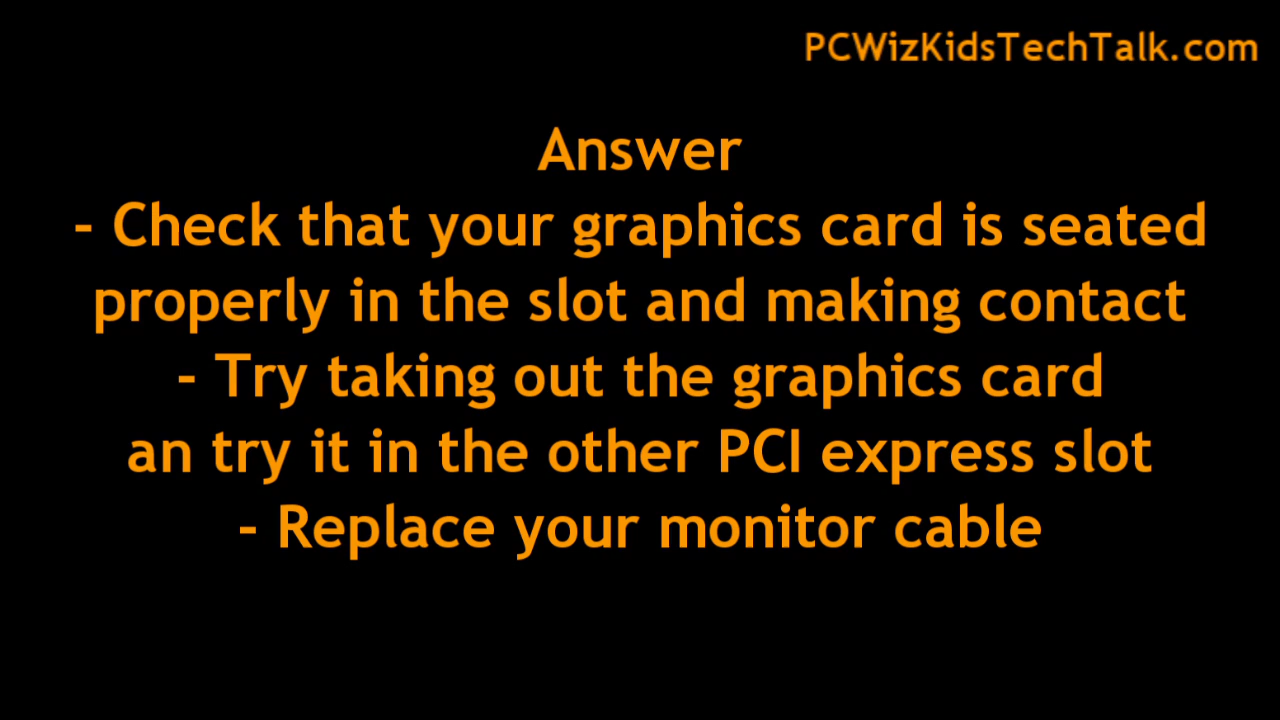 PCWizKidsTechTalk.com
Answer
- Check that your graphics card is seated
properly in the slot and making contact
- Try taking out the graphics card
an try it in the other PCI express slot
- Replace your monitor cable